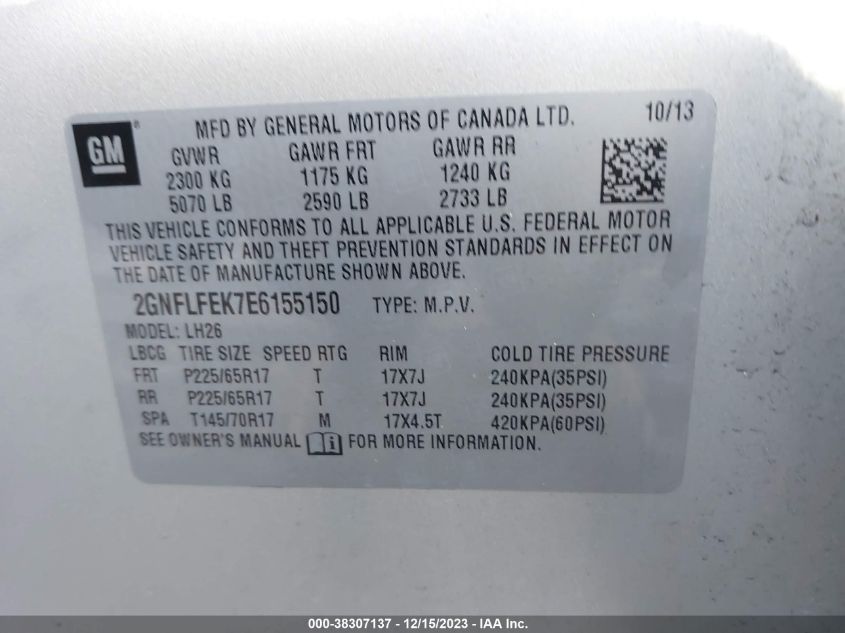 GM ®
MFD BY GENERAL MOTORS OF CANADA LTD. 10/13
GVWR GAWR FRT GAWR RR
2300 KG 1175 KG 1240 KG
5070 LB 2590 LB 2733 LB
THIS VEHICLE CONFORMS TO ALL APPLICABLE U.S. FEDERAL MOTOR
VEHICLE SAFETY AND THEFT PREVENTION STANDARDS IN EFFECT ON
THE DATE OF MANUFACTURE SHOWN ABOVE.
2GNFLFEK7E6155150 TYPE: M.P.V.
MODEL: LH26
LBCG TIRE SIZE SPEED RTG RIM COLD TIRE PRESSURE
FRT P225/65R17 T 17X7J 240KPA(35PSI)
RR P225/65R17 T 17X7J 240KPA(35PSI)
SPA T145/70R17 M 17X4.5T 420KPA(60PSI)
SEE OWNER'S MANUAL i FOR MORE INFORMATION.
000-38307137 - 12/15/2023 - IAA Inc.